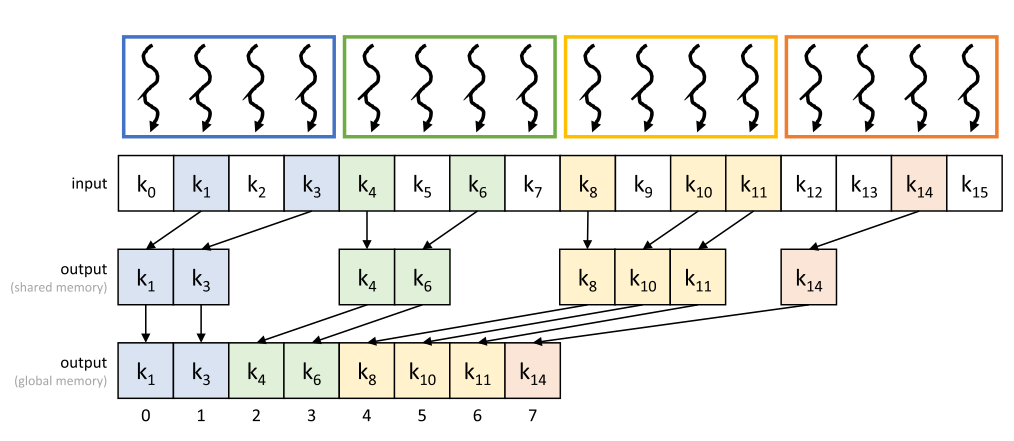 input k0 k1 k2 k3 k4 k5 k6 k7 k8 k9 k10 k11 k12 k13 k14 k15
output k1 k3 k4 k6 k8 k10 k11 k14
(shared memory)
output k1 k3 k4 k6 k8 k10 k11 k14
(global memory)
0 1 2 3 4 5 6 7